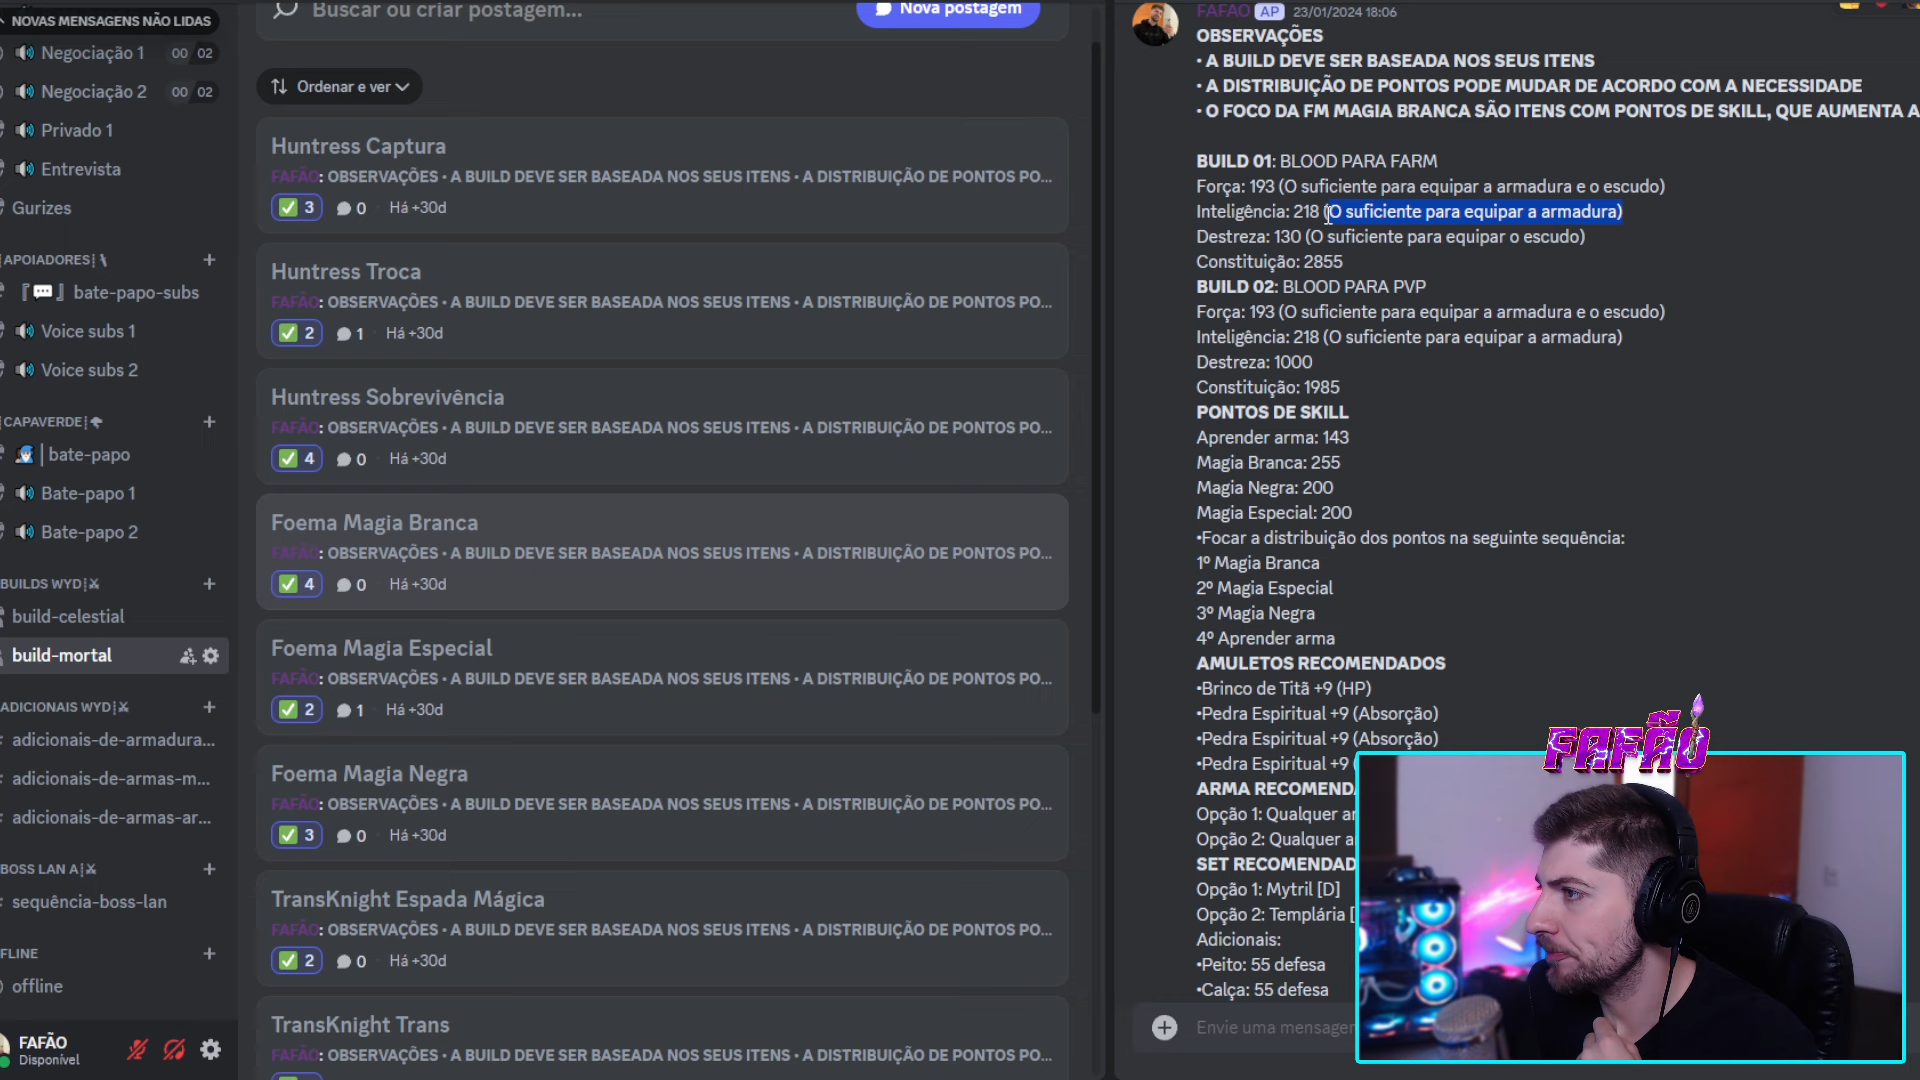 NOVAS MENSAGENS NÃO LIDAS
Negociação 1 00 02
Negociação 2 00 02
Privado 1
Entrevista
Gurizes
APOIADORES
bate-papo-subs
Voice subs 1
Voice subs 2
CAPAVERDE
bate-papo
Bate-papo 1
Bate-papo 2
BUILDS WYD
build-celestial
build-mortal
ADICIONAIS WYD
adicionais-de-armadura...
adicionais-de-armas-m...
adicionais-de-armas-ar...
BOSS LAN A
sequência-boss-lan
FLINE
offline
FAFÃO
Disponível
Buscar ou criar postagem...
Nova postagem
Ordenar e ver
Huntress Captura
FAFÃO: OBSERVAÇÕES • A BUILD DEVE SER BASEADA NOS SEUS ITENS • A DISTRIBUIÇÃO DE PONTOS PO...
3 0 Há +30d
Huntress Troca
FAFÃO: OBSERVAÇÕES • A BUILD DEVE SER BASEADA NOS SEUS ITENS • A DISTRIBUIÇÃO DE PONTOS PO...
2 1 Há +30d
Huntress Sobrevivência
FAFÃO: OBSERVAÇÕES • A BUILD DEVE SER BASEADA NOS SEUS ITENS • A DISTRIBUIÇÃO DE PONTOS PO...
4 0 Há +30d
Foema Magia Branca
FAFÃO: OBSERVAÇÕES • A BUILD DEVE SER BASEADA NOS SEUS ITENS • A DISTRIBUIÇÃO DE PONTOS PO...
4 0 Há +30d
Foema Magia Especial
FAFÃO: OBSERVAÇÕES • A BUILD DEVE SER BASEADA NOS SEUS ITENS • A DISTRIBUIÇÃO DE PONTOS PO...
2 1 Há +30d
Foema Magia Negra
FAFÃO: OBSERVAÇÕES • A BUILD DEVE SER BASEADA NOS SEUS ITENS • A DISTRIBUIÇÃO DE PONTOS PO...
3 0 Há +30d
TransKnight Espada Mágica
FAFÃO: OBSERVAÇÕES • A BUILD DEVE SER BASEADA NOS SEUS ITENS • A DISTRIBUIÇÃO DE PONTOS PO...
2 0 Há +30d
TransKnight Trans
FAFÃO: OBSERVAÇÕES • A BUILD DEVE SER BASEADA NOS SEUS ITENS • A DISTRIBUIÇÃO DE PONTOS PO...
FAFÃO AP 23/01/2024 18:06
OBSERVAÇÕES
• A BUILD DEVE SER BASEADA NOS SEUS ITENS
• A DISTRIBUIÇÃO DE PONTOS PODE MUDAR DE ACORDO COM A NECESSIDADE
• O FOCO DA FM MAGIA BRANCA SÃO ITENS COM PONTOS DE SKILL, QUE AUMENTA A
BUILD 01: BLOOD PARA FARM
Força: 193 (O suficiente para equipar a armadura e o escudo)
Inteligência: 218 (O suficiente para equipar a armadura)
Destreza: 130 (O suficiente para equipar o escudo)
Constituição: 2855
BUILD 02: BLOOD PARA PVP
Força: 193 (O suficiente para equipar a armadura e o escudo)
Inteligência: 218 (O suficiente para equipar a armadura)
Destreza: 1000
Constituição: 1985
PONTOS DE SKILL
Aprender arma: 143
Magia Branca: 255
Magia Negra: 200
Magia Especial: 200
•Focar a distribuição dos pontos na seguinte sequência:
1º Magia Branca
2º Magia Especial
3º Magia Negra
4º Aprender arma
AMULETOS RECOMENDADOS
•Brinco de Titã +9 (HP)
•Pedra Espiritual +9 (Absorção)
•Pedra Espiritual +9 (Absorção)
•Pedra Espiritual +9 (
ARMA RECOMENDA
Opção 1: Qualquer ar
Opção 2: Qualquer a
SET RECOMENDAD
Opção 1: Mytril [D]
Opção 2: Templária [
Adicionais:
•Peito: 55 defesa
•Calça: 55 defesa
Envie uma mensagem
FAFÃO